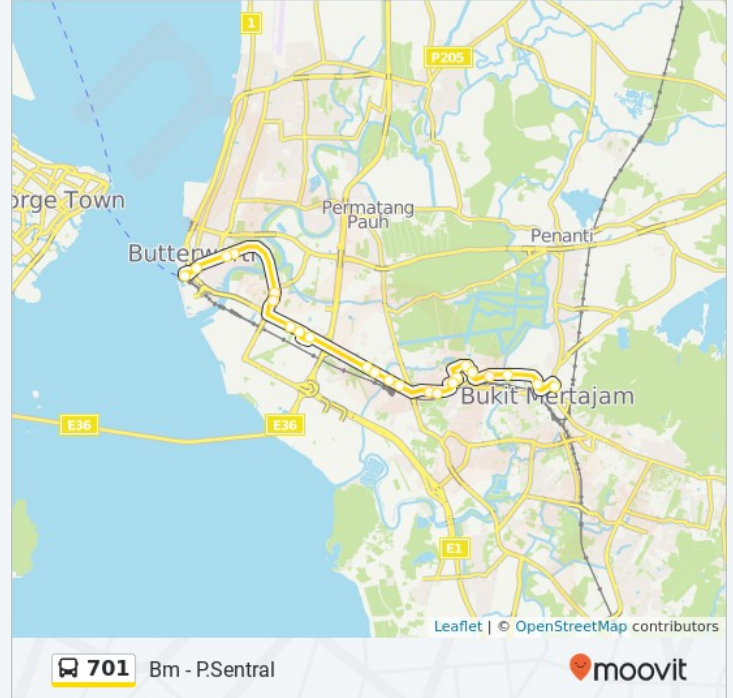 1
P205
orge Town
Permatang
Pauh
Penanti
Butterworth
Bukit Mertajam
E36
E36
E1
Leaflet | © OpenStreetMap contributors
701 Bm - P.Sentral
moovit